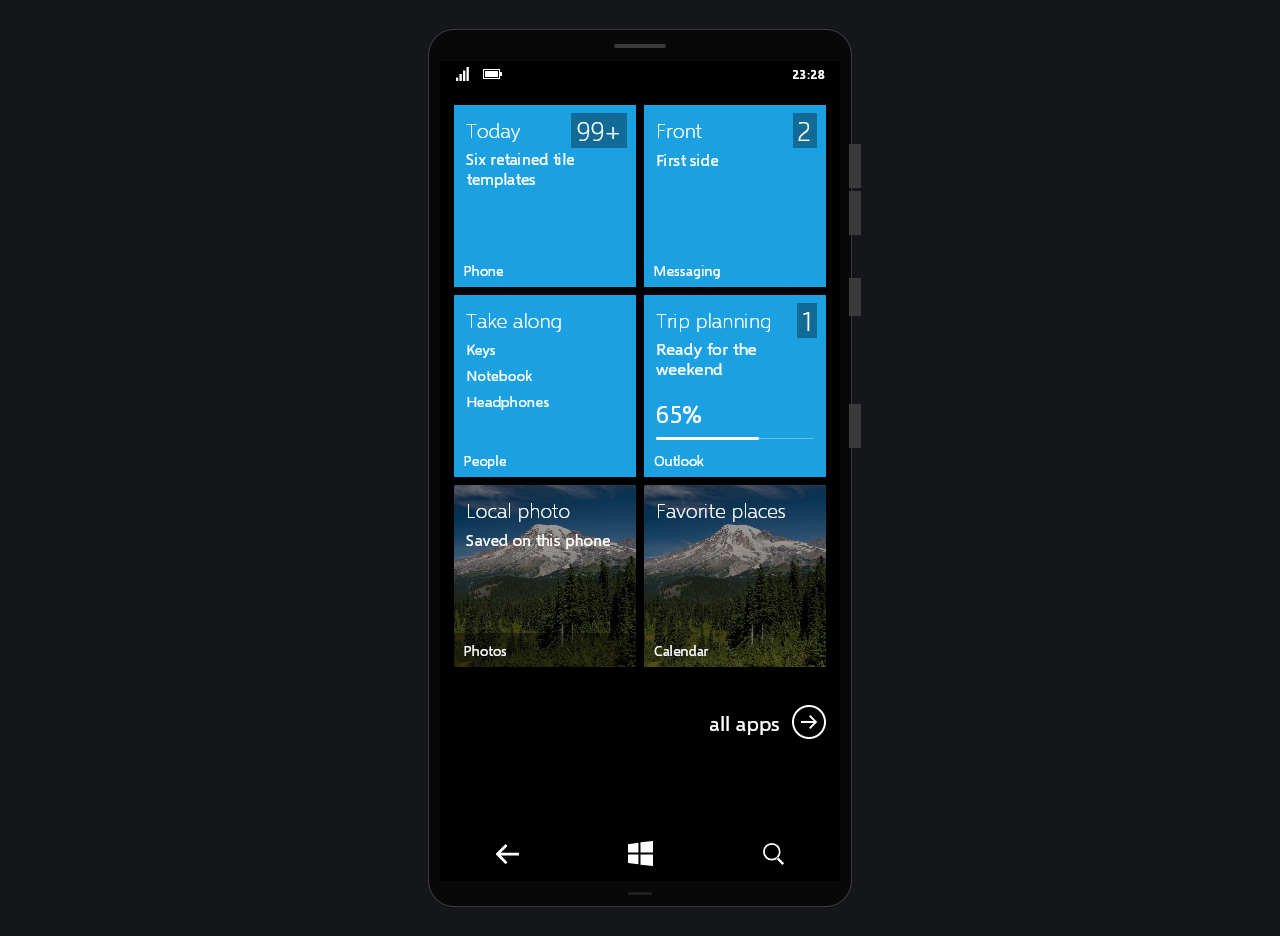 23:28
Today 99+
Six retained tile
templates
Phone
Front 2
First side
Messaging
Take along
Keys
Notebook
Headphones
People
Trip planning 1
Ready for the
weekend
65%
Outlook
Local photo
Saved on this phone
Photos
Favorite places
Calendar
all apps